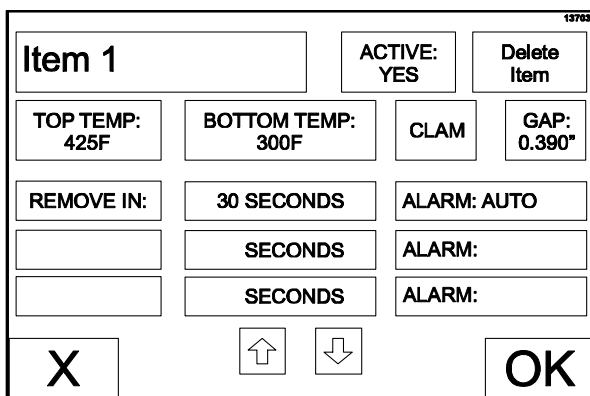 13703
Item 1
ACTIVE:
YES
Delete
Item
TOP TEMP:
425F
BOTTOM TEMP:
300F
CLAM
GAP:
0.390"
REMOVE IN:
30 SECONDS
ALARM: AUTO
SECONDS
ALARM:
SECONDS
ALARM:
X
OK